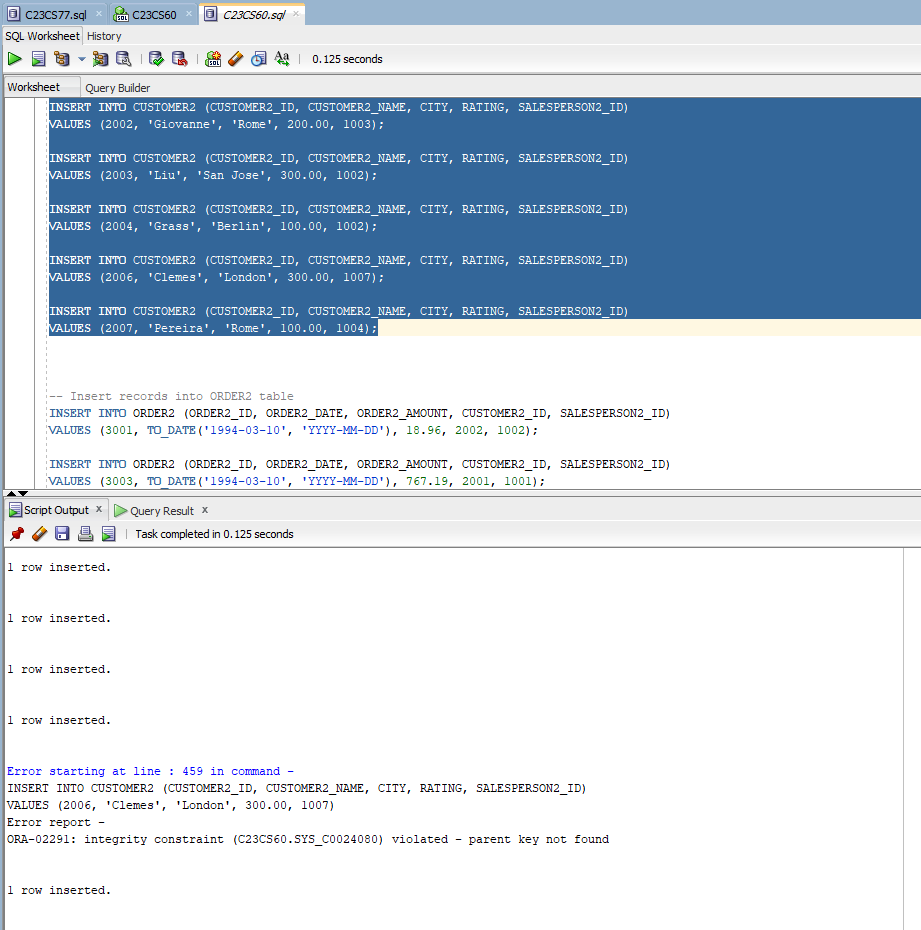 C23CS77.sql × C23CS60 × C23CS60.sql ×
SQL Worksheet History
0.125 seconds
Worksheet Query Builder
INSERT INTO CUSTOMER2 (CUSTOMER2_ID, CUSTOMER2_NAME, CITY, RATING, SALESPERSON2_ID)
VALUES (2002, 'Giovanne', 'Rome', 200.00, 1003);
INSERT INTO CUSTOMER2 (CUSTOMER2_ID, CUSTOMER2_NAME, CITY, RATING, SALESPERSON2_ID)
VALUES (2003, 'Liu', 'San Jose', 300.00, 1002);
INSERT INTO CUSTOMER2 (CUSTOMER2_ID, CUSTOMER2_NAME, CITY, RATING, SALESPERSON2_ID)
VALUES (2004, 'Grass', 'Berlin', 100.00, 1002);
INSERT INTO CUSTOMER2 (CUSTOMER2_ID, CUSTOMER2_NAME, CITY, RATING, SALESPERSON2_ID)
VALUES (2006, 'Clemes', 'London', 300.00, 1007);
INSERT INTO CUSTOMER2 (CUSTOMER2_ID, CUSTOMER2_NAME, CITY, RATING, SALESPERSON2_ID)
VALUES (2007, 'Pereira', 'Rome', 100.00, 1004);
-- Insert records into ORDER2 table
INSERT INTO ORDER2 (ORDER2_ID, ORDER2_DATE, ORDER2_AMOUNT, CUSTOMER2_ID, SALESPERSON2_ID)
VALUES (3001, TO_DATE('1994-03-10', 'YYYY-MM-DD'), 18.96, 2002, 1002);
INSERT INTO ORDER2 (ORDER2_ID, ORDER2_DATE, ORDER2_AMOUNT, CUSTOMER2_ID, SALESPERSON2_ID)
VALUES (3003, TO_DATE('1994-03-10', 'YYYY-MM-DD'), 767.19, 2001, 1001);
Script Output × Query Result ×
Task completed in 0.125 seconds
1 row inserted.
1 row inserted.
1 row inserted.
1 row inserted.
Error starting at line : 459 in command -
INSERT INTO CUSTOMER2 (CUSTOMER2_ID, CUSTOMER2_NAME, CITY, RATING, SALESPERSON2_ID)
VALUES (2006, 'Clemes', 'London', 300.00, 1007)
Error report -
ORA-02291: integrity constraint (C23CS60.SYS_C0024080) violated - parent key not found
1 row inserted.